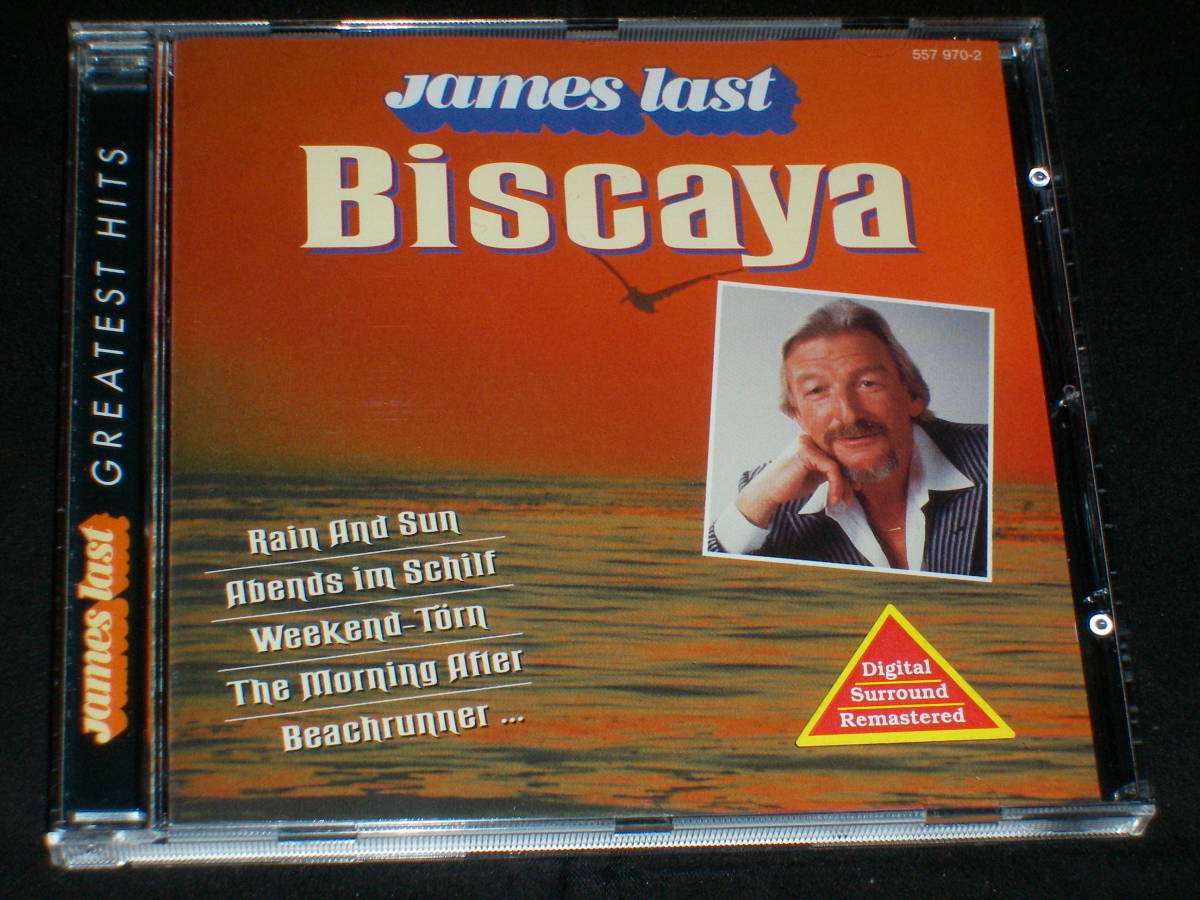 557 970-2
james last
Biscaya
james last GREATEST HITS
Rain And Sun
Abends im Schilf
Weekend-Törn
The Morning After
Beachrunner ...
Digital
Surround
Remastered